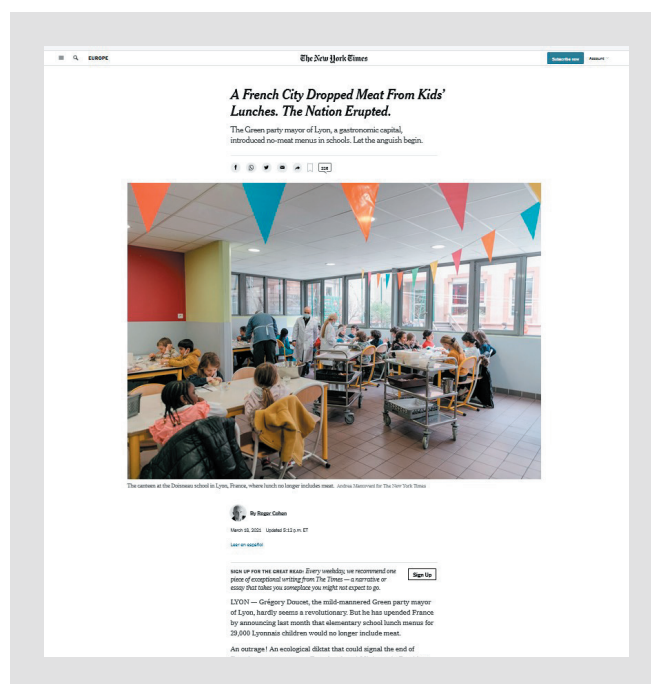 EUROPE
The New York Times
Subscribe now
Account
A French City Dropped Meat From Kids'
Lunches. The Nation Erupted.
The Green party mayor of Lyon, a gastronomic capital,
introduced no-meat menus in schools. Let the anguish begin.
The canteen at the Doisneau school in Lyon, France, where lunch no longer includes meat. Andrea Mantovani for The New York Times
By Roger Cohen
March 18, 2021 Updated 5:12 p.m. ET
Leer en español
SIGN UP FOR THE GREAT READ: Every weekday, we recommend one
piece of exceptional writing from The Times — a narrative or
essay that takes you someplace you might not expect to go.
Sign Up
LYON — Grégory Doucet, the mild-mannered Green party mayor
of Lyon, hardly seems a revolutionary. But he has upended France
by announcing last month that elementary school lunch menus for
29,000 Lyonnais children would no longer include meat.
An outrage! An ecological diktat that could signal the end of